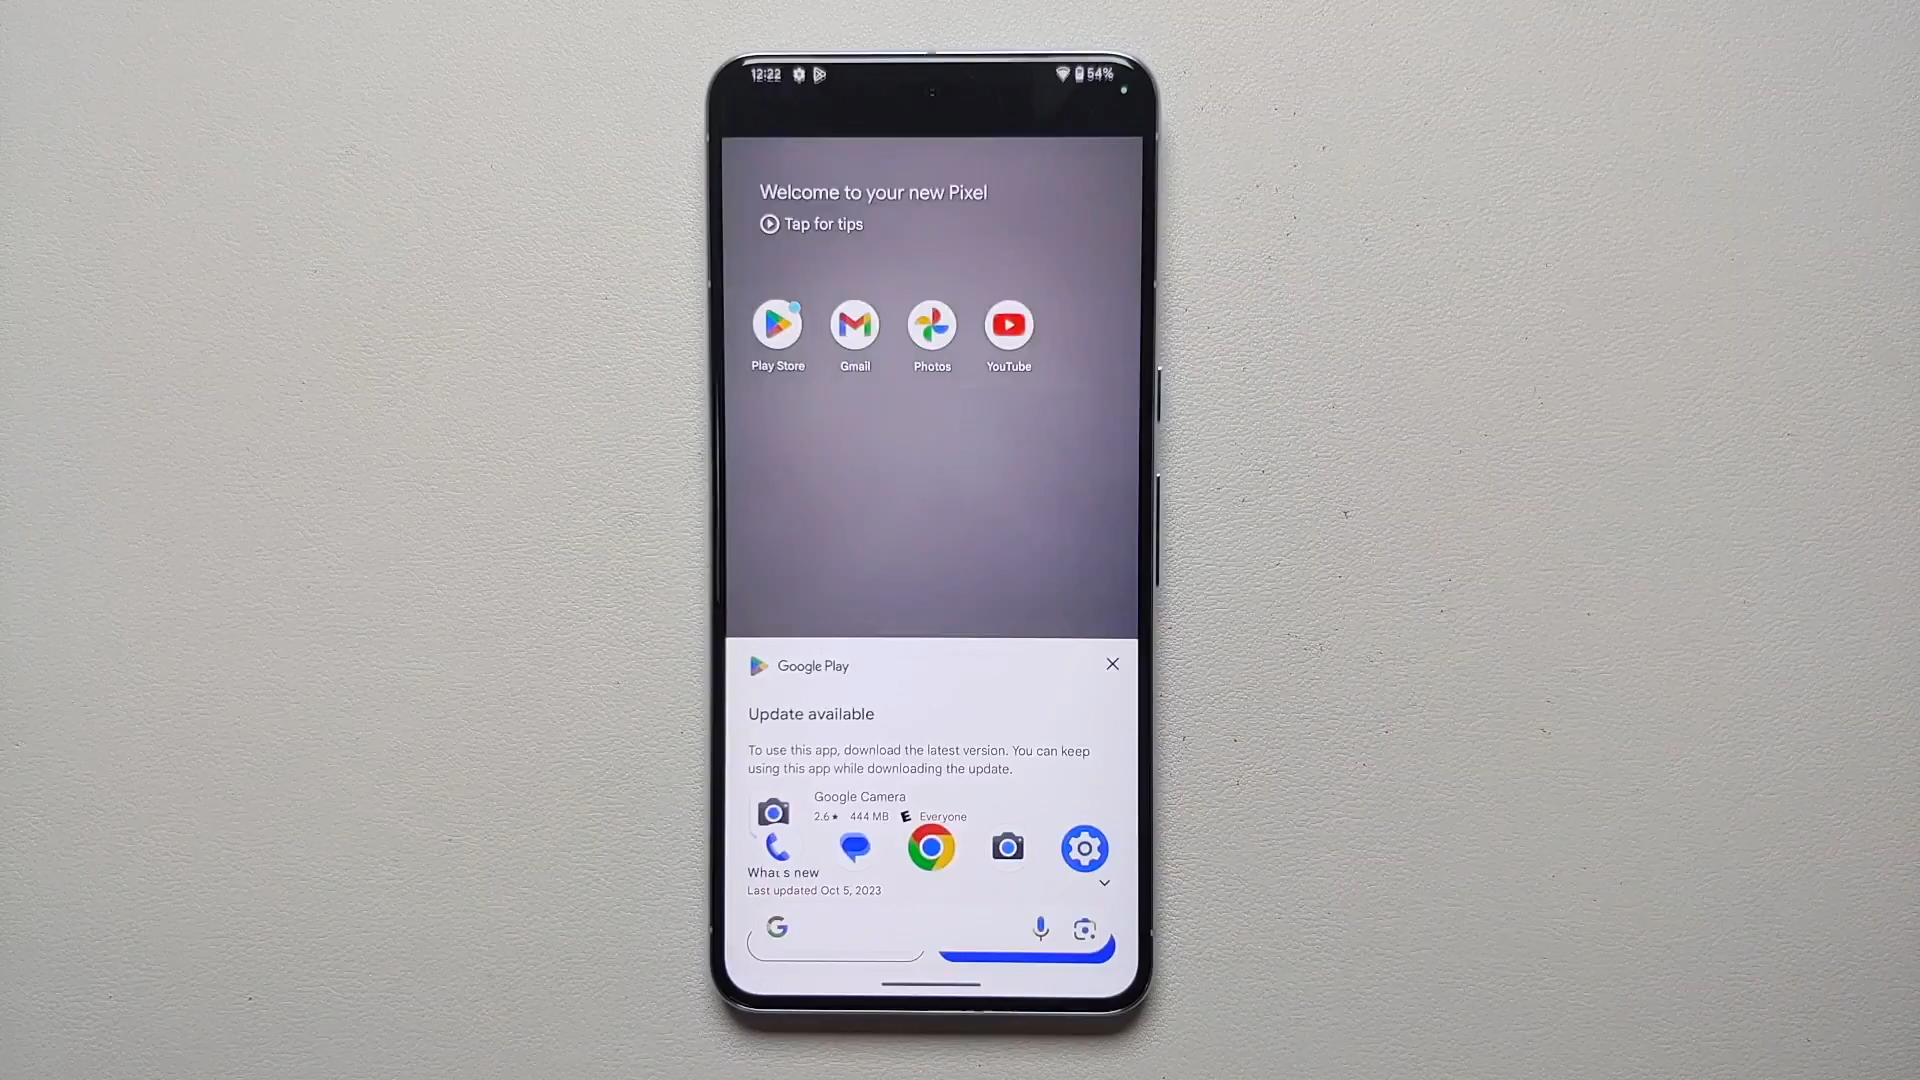 12:22 54%
Welcome to your new Pixel
Tap for tips
Play Store Gmail Photos YouTube
Google Play
Update available
To use this app, download the latest version. You can keep
using this app while downloading the update.
Google Camera
2.6★ 444 MB E Everyone
What's new
Last updated Oct 5, 2023
G